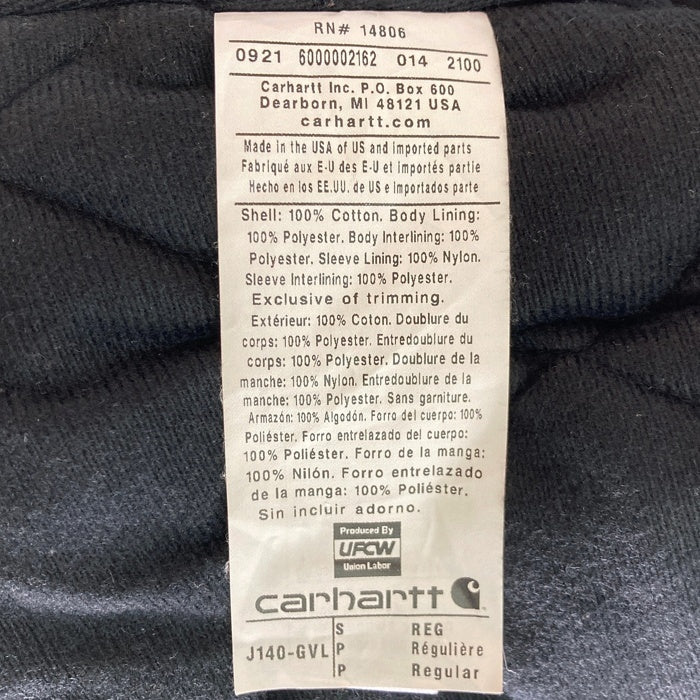 RN# 14806
0921 6000002162 014 2100
Carhartt Inc. P.O. Box 600
Dearborn, MI 48121 USA
carhartt.com
Made in the USA of US and imported parts
Fabriqué aux E-U des E-U et importés partie
Hecho en los EE.UU. de US e Importados parte
Shell: 100% Cotton. Body Lining:
100% Polyester. Body Interlining: 100%
Polyester. Sleeve Lining: 100% Nylon.
Sleeve Interlining: 100% Polyester.
Exclusive of trimming.
Extérieur: 100% Coton. Doublure du
corps: 100% Polyester. Entredoublure du
corps: 100% Polyester. Doublure de la
manche: 100% Nylon. Entredoublure de la
manche: 100% Polyester. Sans garniture.
Armazón: 100% Algodón. Forro del cuerpo: 100%
Poliéster. Forro entrelazado del cuerpo:
100% Poliéster. Forro de la manga:
100% Nilón. Forro entrelazado
de la manga: 100% Poliéster.
Sin incluir adorno.
Produced By
UFCW
Union Labor
carhartt
S REG
J140-GVL P Régulière
P Regular